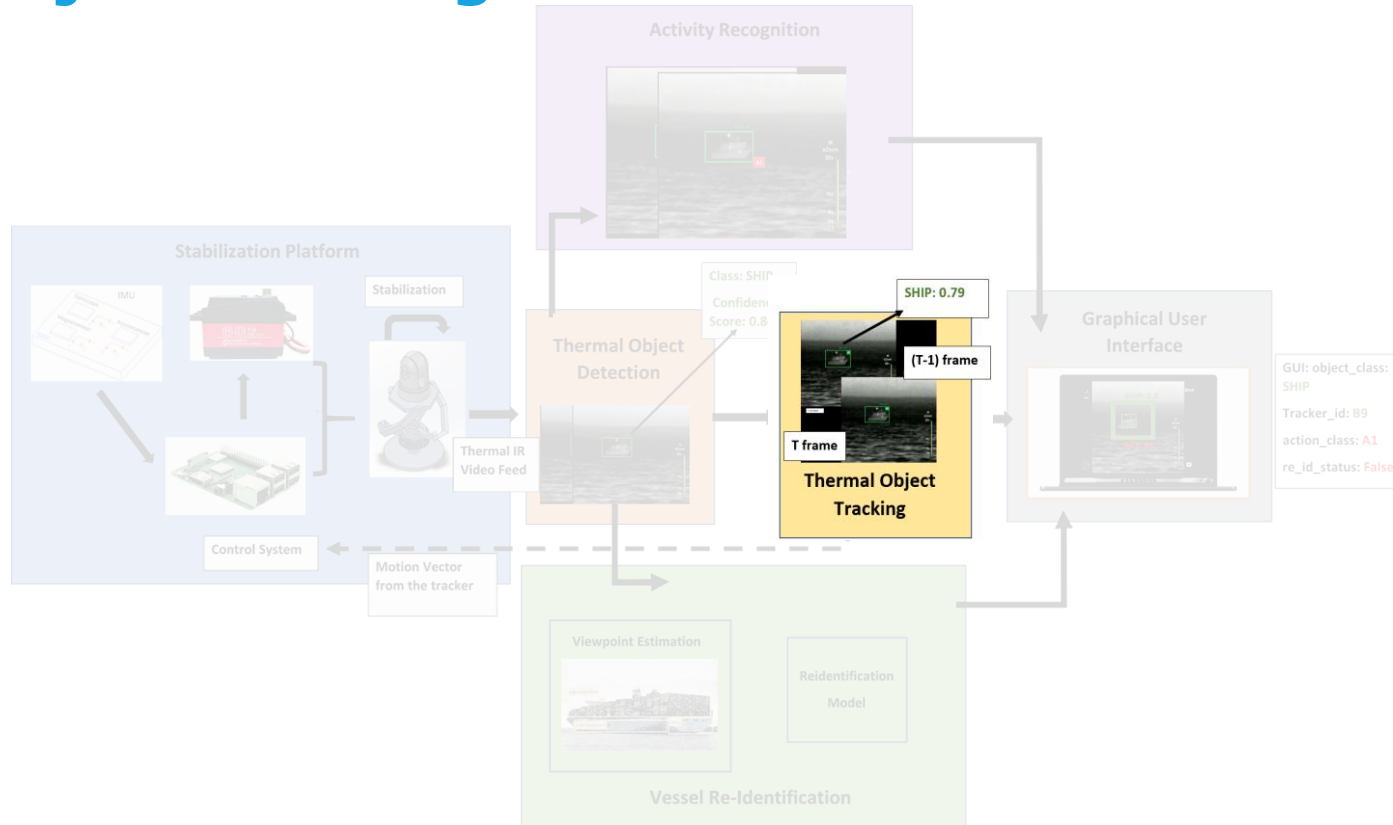 Activity Recognition
Stabilization Platform
IMU
Stabilization
Class: SHIP
Confiden
Score: 0.8
SHIP: 0.79
(T-1) frame
T frame
Thermal Object
Tracking
Thermal Object
Detection
Thermal IR
Video Feed
Graphical User
Interface
GUI: object_class:
SHIP
Tracker_id: B9
action_class: A1
re_id_status: False
Control System
Motion Vector
from the tracker
Viewpoint Estimation
Reidentification
Model
Vessel Re-Identification